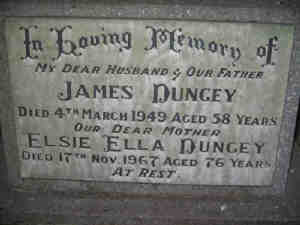 In Loving Memory of
My Dear Husband & Our Father
James Dungey
Died 4th March 1949 Aged 58 Years
Our Dear Mother
Elsie Ella Dungey
Died 17th Nov. 1967 Aged 76 Years
At Rest.